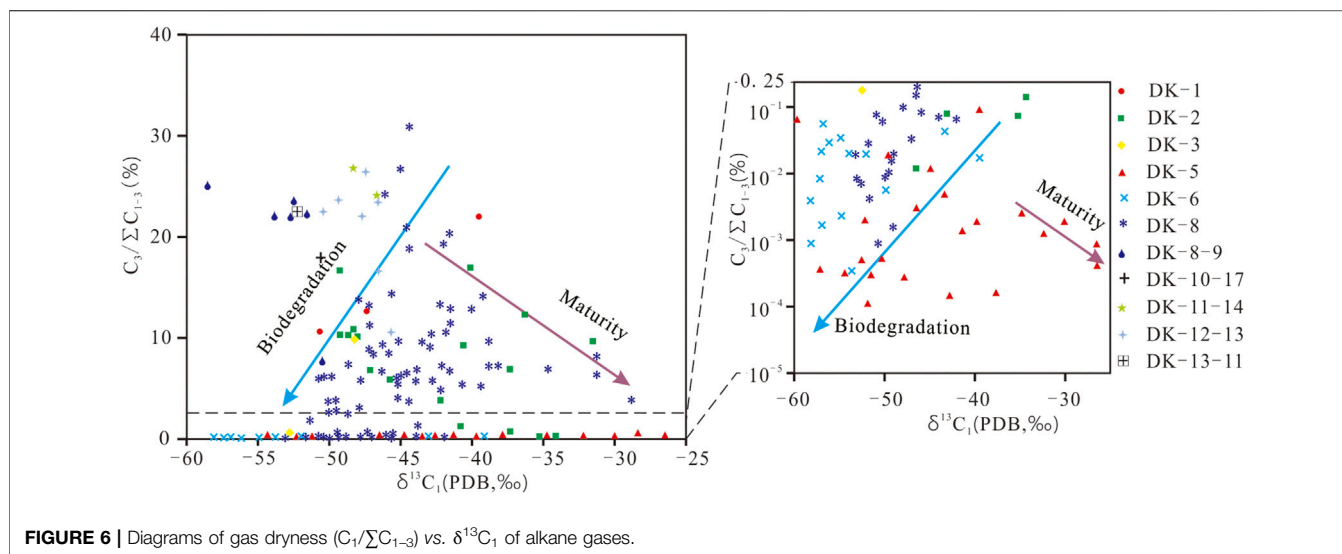 40
30
20
10
0
C₃/∑C₁₋₃(%)
−60
−55
−50
−45
−40
−35
−30
−25
δ¹³C₁(PDB,‰)
Biodegradation
Maturity
0.25
10⁻¹
10⁻²
10⁻³
10⁻⁴
10⁻⁵
C₃/∑C₁₋₃(%)
−60
−50
−40
−30
δ¹³C₁(PDB,‰)
Maturity
Biodegradation
DK−1
DK−2
DK−3
DK−5
DK−6
DK−8
DK−8−9
DK−10−17
DK−11−14
DK−12−13
DK−13−11
FIGURE 6 | Diagrams of gas dryness (C₁/∑C₁₋₃) vs. δ¹³C₁ of alkane gases.